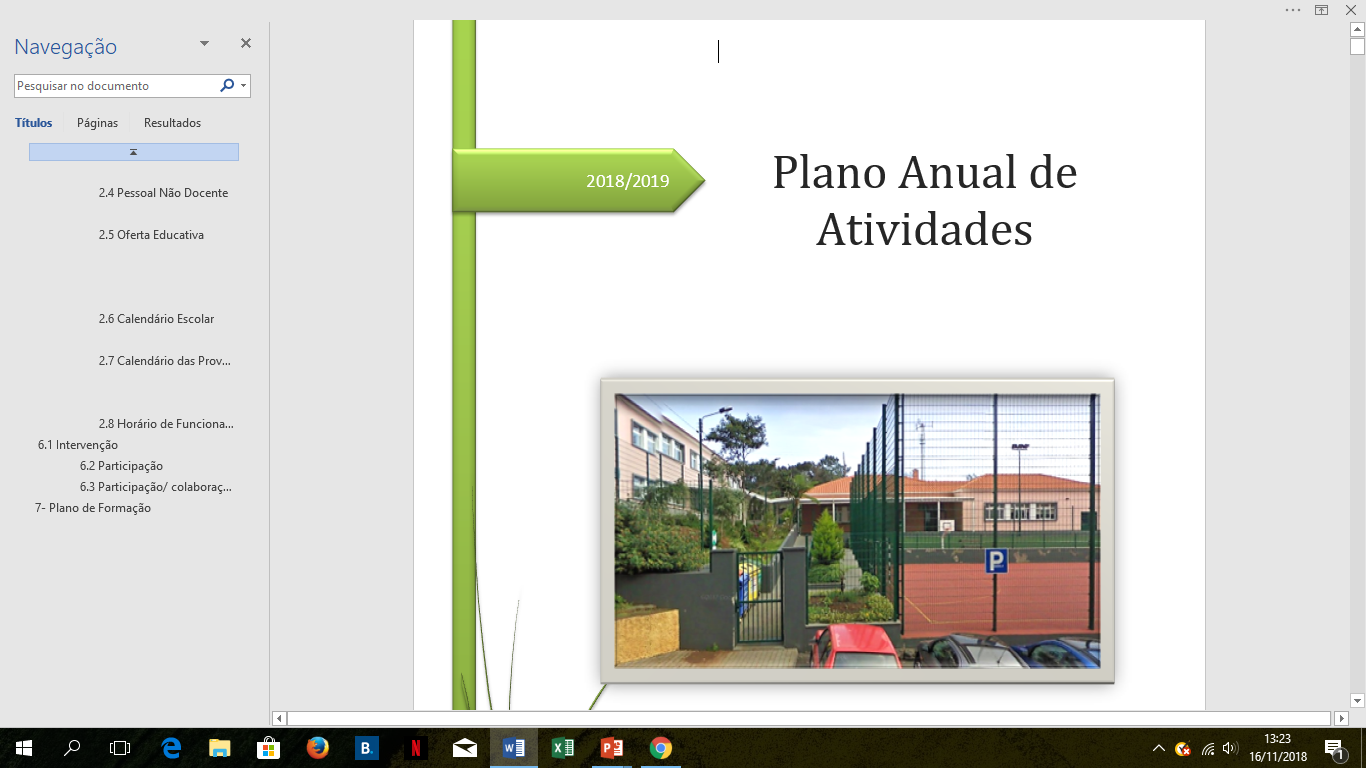 Navegação
Pesquisar no documento
Títulos Páginas Resultados
2.4 Pessoal Não Docente
2.5 Oferta Educativa
2.6 Calendário Escolar
2.7 Calendário das Prov...
2.8 Horário de Funciona...
6.1 Intervenção
6.2 Participação
6.3 Participação/ colaboraç...
7- Plano de Formação
2018/2019
Plano Anual de
Atividades
P
B.
N
13:23
16/11/2018
1